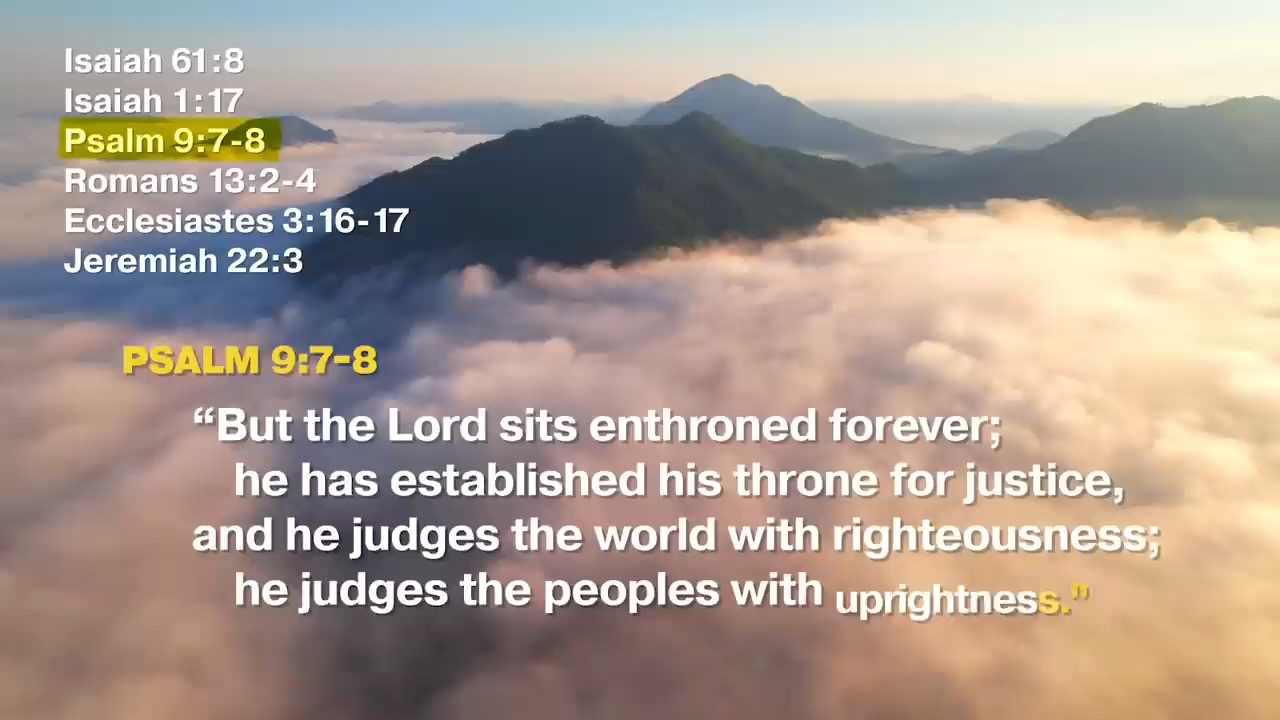 Isaiah 61:8
Isaiah 1:17
Psalm 9:7-8
Romans 13:2-4
Ecclesiastes 3:16-17
Jeremiah 22:3
PSALM 9:7-8
“But the Lord sits enthroned forever;
he has established his throne for justice,
and he judges the world with righteousness;
he judges the peoples with uprightness."